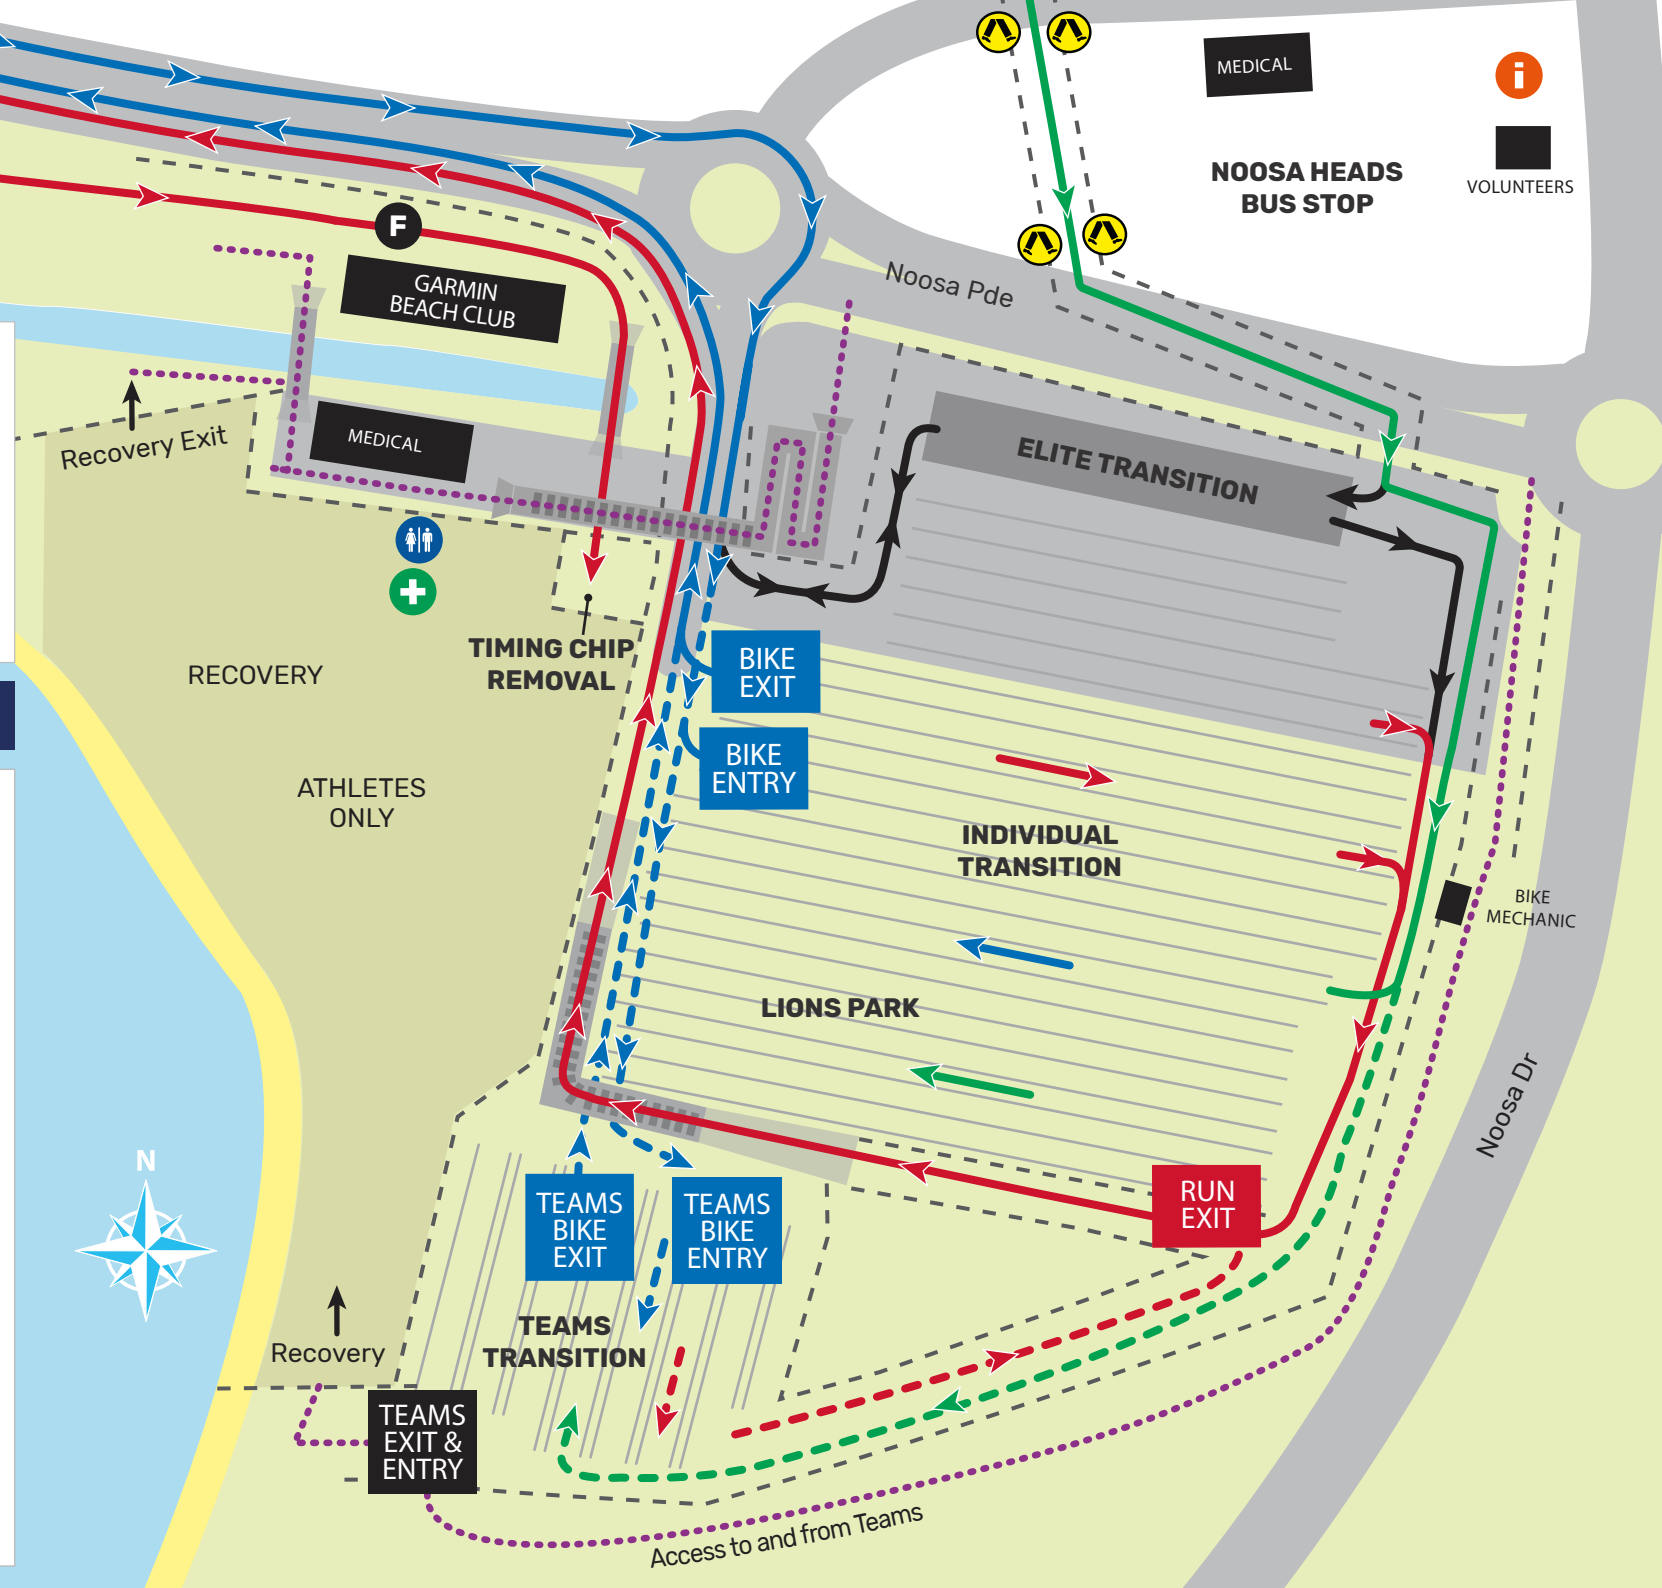 MEDICAL
i
VOLUNTEERS
NOOSA HEADS
BUS STOP
F
GARMIN
BEACH CLUB
Noosa Pde
Recovery Exit
MEDICAL
ELITE TRANSITION
TIMING CHIP
REMOVAL
RECOVERY
BIKE
EXIT
BIKE
ENTRY
ATHLETES
ONLY
INDIVIDUAL
TRANSITION
BIKE
MECHANIC
LIONS PARK
Noosa Dr
N
RUN
EXIT
TEAMS
BIKE
EXIT
TEAMS
BIKE
ENTRY
TEAMS
TRANSITION
Recovery
TEAMS
EXIT &
ENTRY
Access to and from Teams